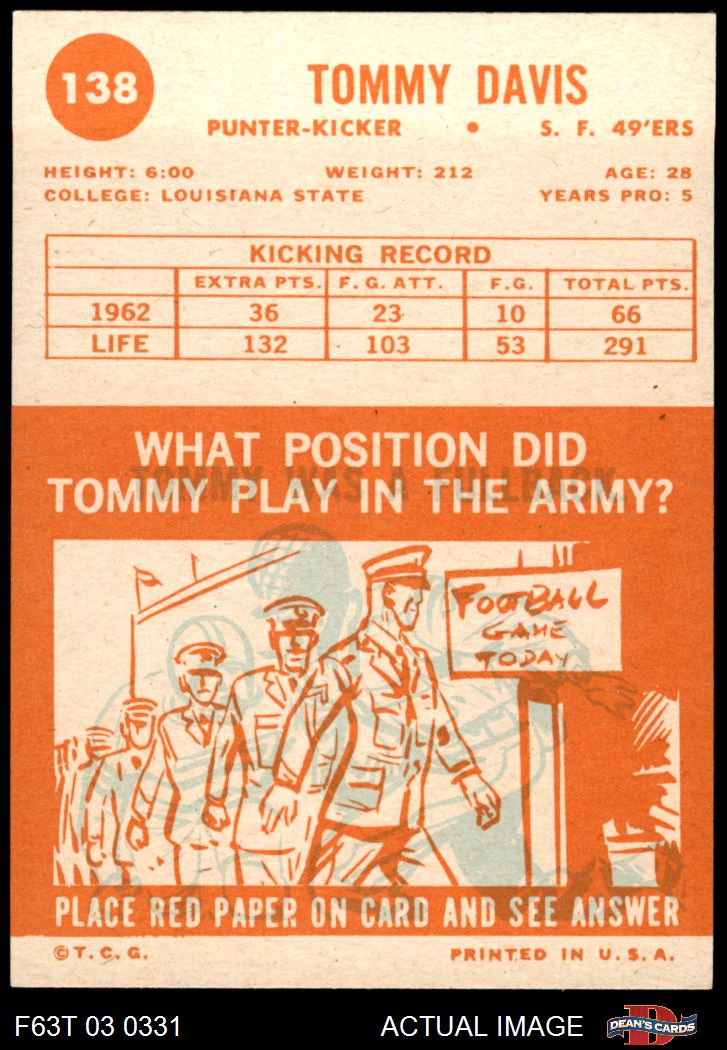 138
TOMMY DAVIS
PUNTER-KICKER • S. F. 49'ERS
HEIGHT: 6:00 WEIGHT: 212 AGE: 28
COLLEGE: LOUISIANA STATE YEARS PRO: 5
KICKING RECORD
EXTRA PTS. F. G. ATT. F.G. TOTAL PTS.
1962 36 23 10 66
LIFE 132 103 53 291
WHAT POSITION DID
TOMMY WAS A FULLBACK.
TOMMY PLAY IN THE ARMY?
FOOTBALL
GAME
TODAY
PLACE RED PAPER ON CARD AND SEE ANSWER
© T. C. G. PRINTED IN U. S. A.
F63T 03 0331 ACTUAL IMAGE D DEAN'S CARDS